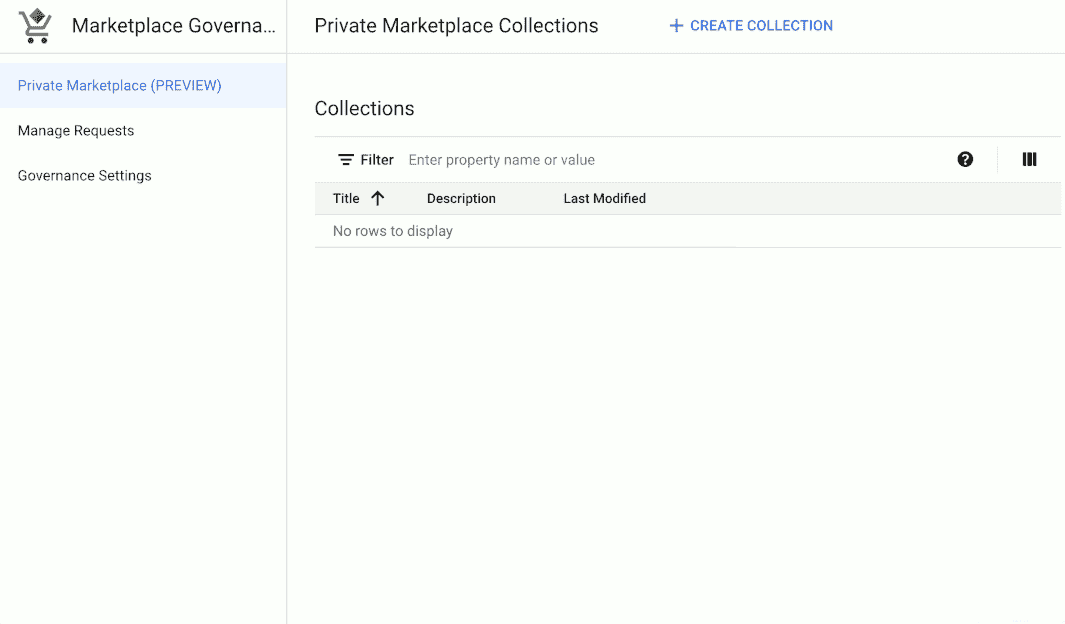 Marketplace Governa...
Private Marketplace Collections
CREATE COLLECTION
Private Marketplace (PREVIEW)
Manage Requests
Governance Settings
Collections
Filter Enter property name or value
Title Description Last Modified
No rows to display